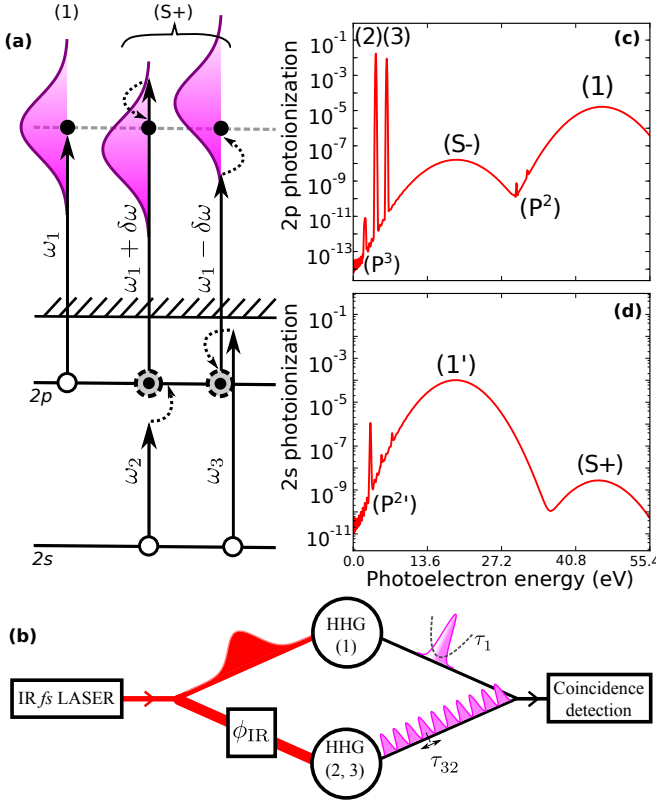 (a)
(1)
(S+)
ω₁
ω₁ + δω
ω₁ − δω
2p
ω₂
ω₃
2s
(c)
2p photoionization
10⁻¹
10⁻³
10⁻⁵
10⁻⁷
10⁻⁹
10⁻¹¹
10⁻¹³
(2)(3)
(S-)
(1)
(P²)
(P³)
(d)
2s photoionization
10⁻¹
10⁻³
10⁻⁵
10⁻⁷
10⁻⁹
10⁻¹¹
(1')
(S+)
(P²')
0.0 13.6 27.2 40.8 55.4
Photoelectron energy (eV)
(b)
IR fs LASER
HHG
(1)
τ₁
ϕIR
HHG
(2, 3)
τ₃₂
Coincidence
detection